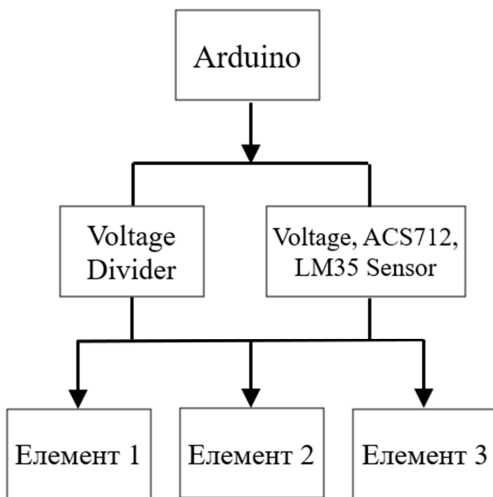 Arduino
Voltage
Divider
Voltage, ACS712,
LM35 Sensor
Елемент 1
Елемент 2
Елемент 3